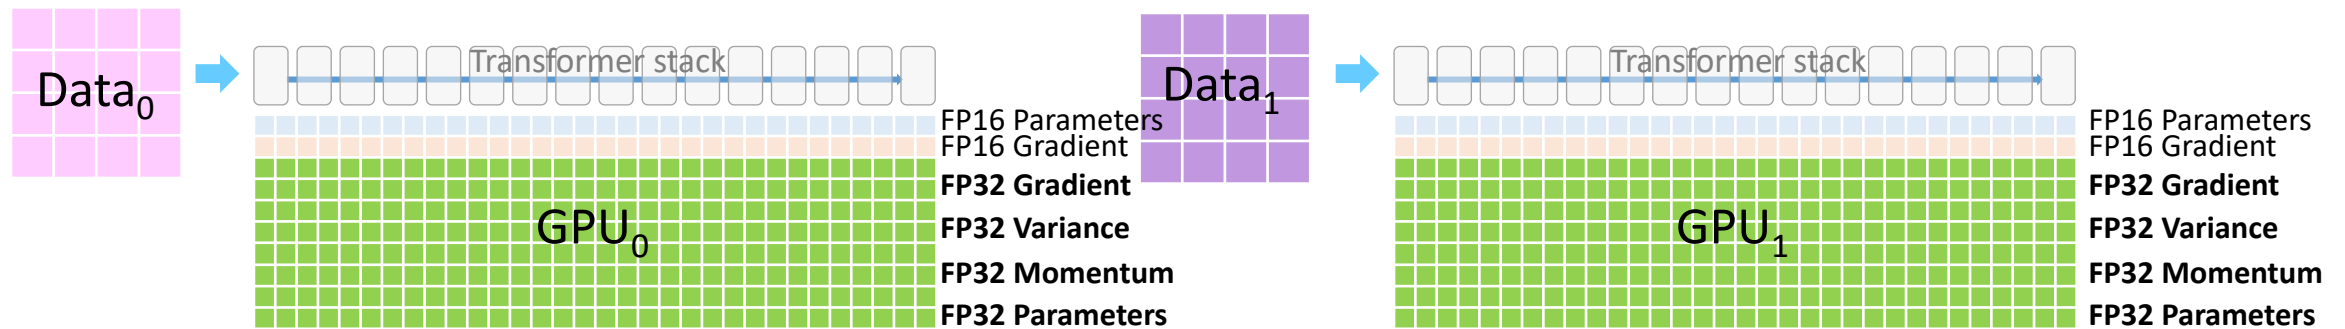 Data₀
Transformer stack
FP16 Parameters
FP16 Gradient
FP32 Gradient
FP32 Variance
FP32 Momentum
FP32 Parameters
GPU₀
Data₁
Transformer stack
FP16 Parameters
FP16 Gradient
FP32 Gradient
FP32 Variance
FP32 Momentum
FP32 Parameters
GPU₁